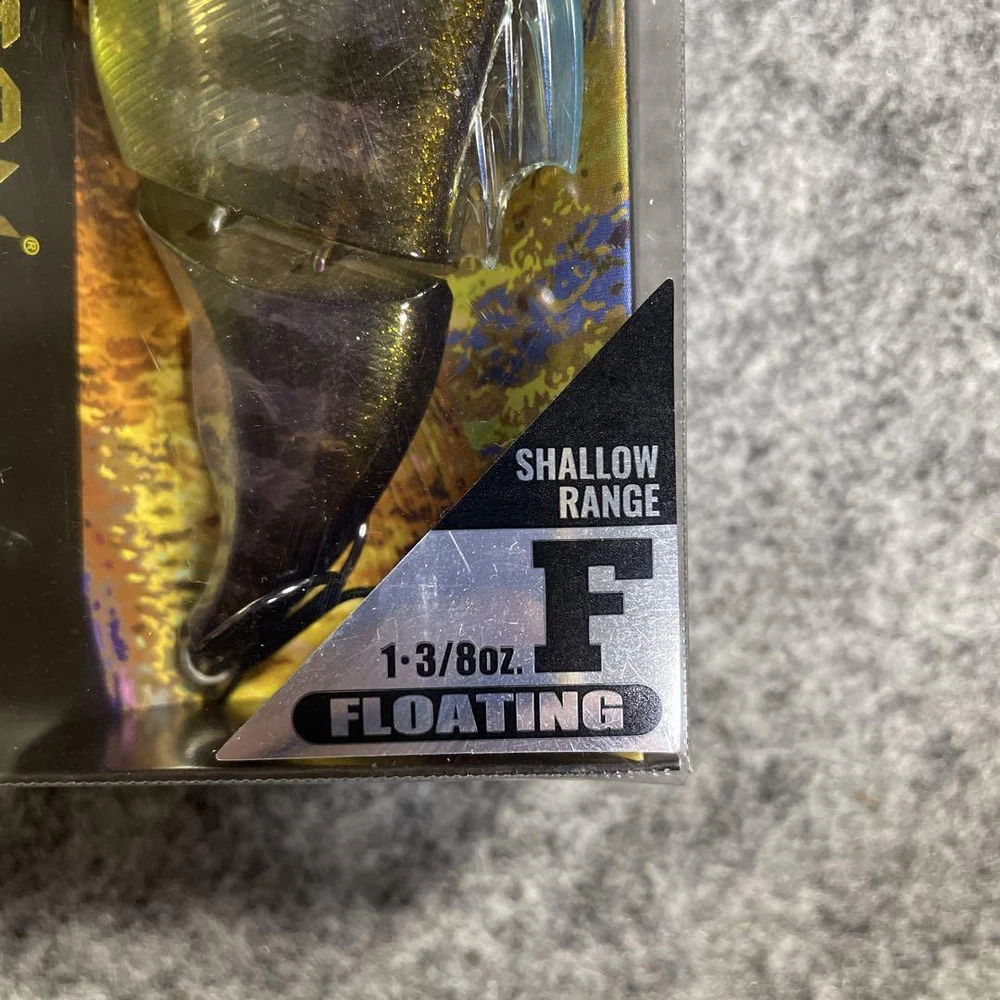 ®
SHALLOW
RANGE
F
1·3/8oz.
FLOATING